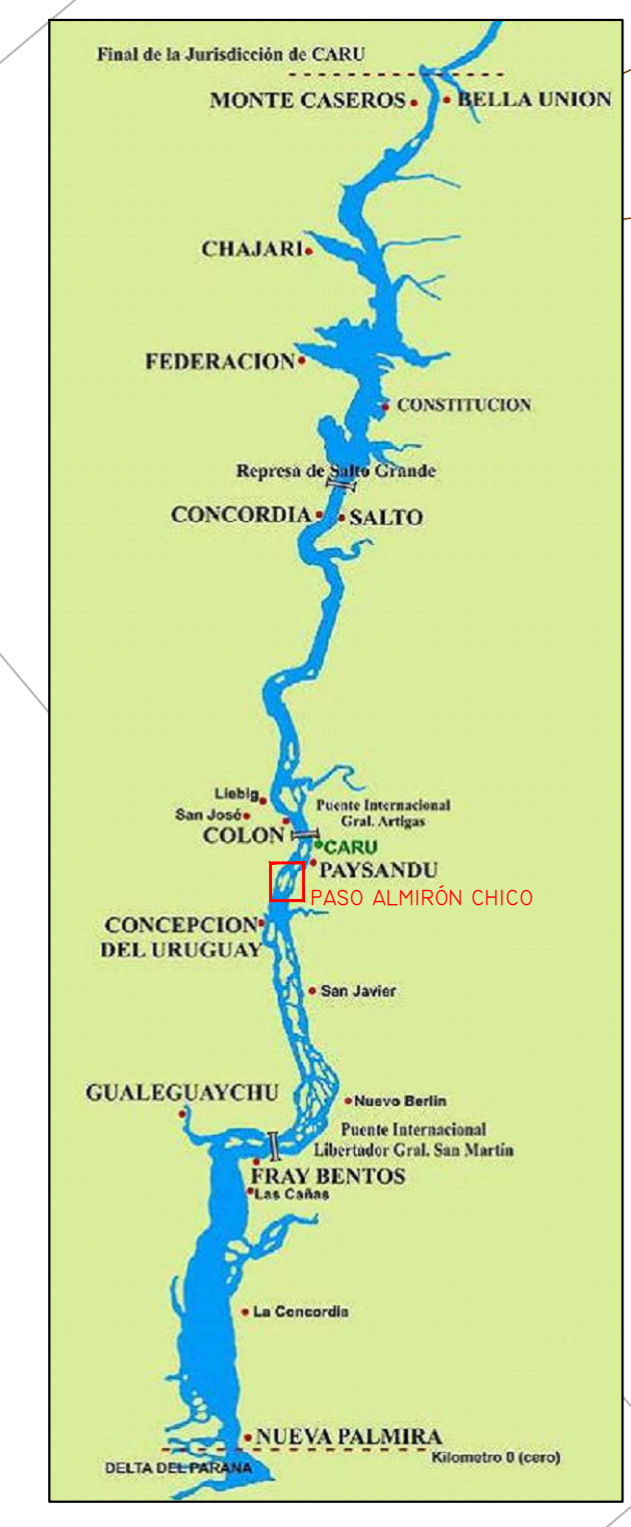 Final de la Jurisdicción de CARU
MONTE CASEROS
BELLA UNION
CHAJARI
FEDERACION
CONSTITUCION
Represa de Salto Grande
CONCORDIA
SALTO
Liebig
San José
Puente Internacional
Gral. Artigas
COLON
CARU
PAYSANDU
PASO ALMIRÓN CHICO
CONCEPCION
DEL URUGUAY
San Javier
GUALEGUAYCHU
Nuevo Berlin
Puente Internacional
Libertador Gral. San Martín
FRAY BENTOS
Las Cañas
La Concordia
NUEVA PALMIRA
Kilometro 0 (cero)
DELTA DEL PARANA